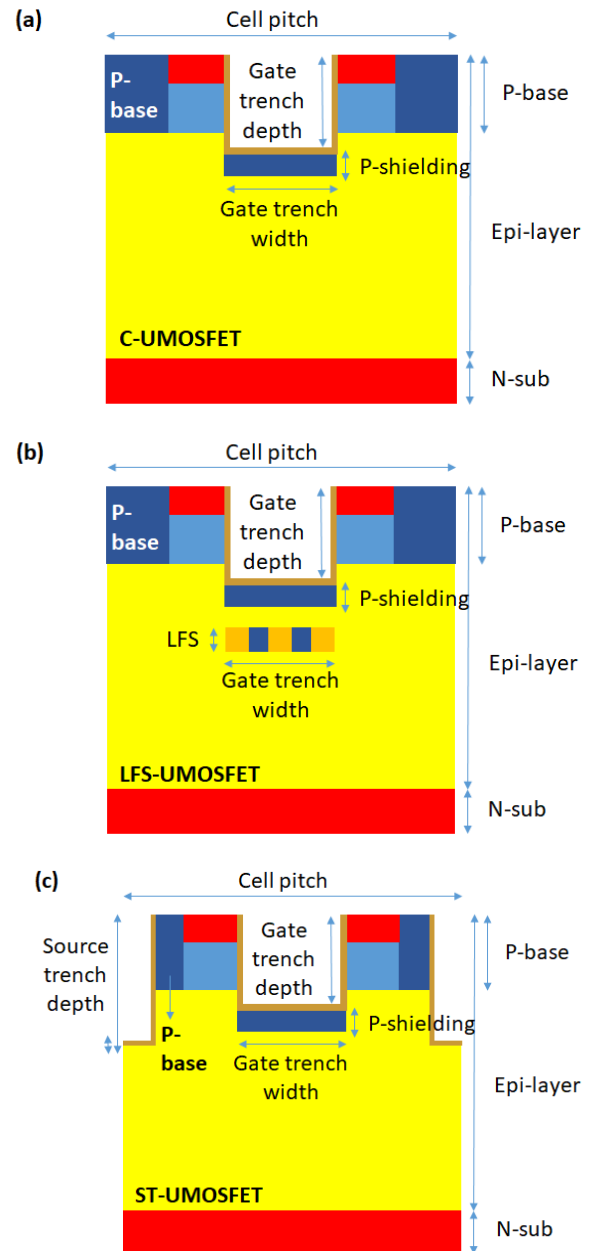 (a)
Cell pitch
P-
base
Gate
trench
depth
P-base
P-shielding
Gate trench
width
Epi-layer
C-UMOSFET
N-sub
(b)
Cell pitch
P-
base
Gate
trench
depth
P-base
P-shielding
LFS
Gate trench
width
Epi-layer
LFS-UMOSFET
N-sub
(c)
Cell pitch
Source
trench
depth
Gate
trench
depth
P-base
P-shielding
P-
base
Gate trench
width
Epi-layer
ST-UMOSFET
N-sub